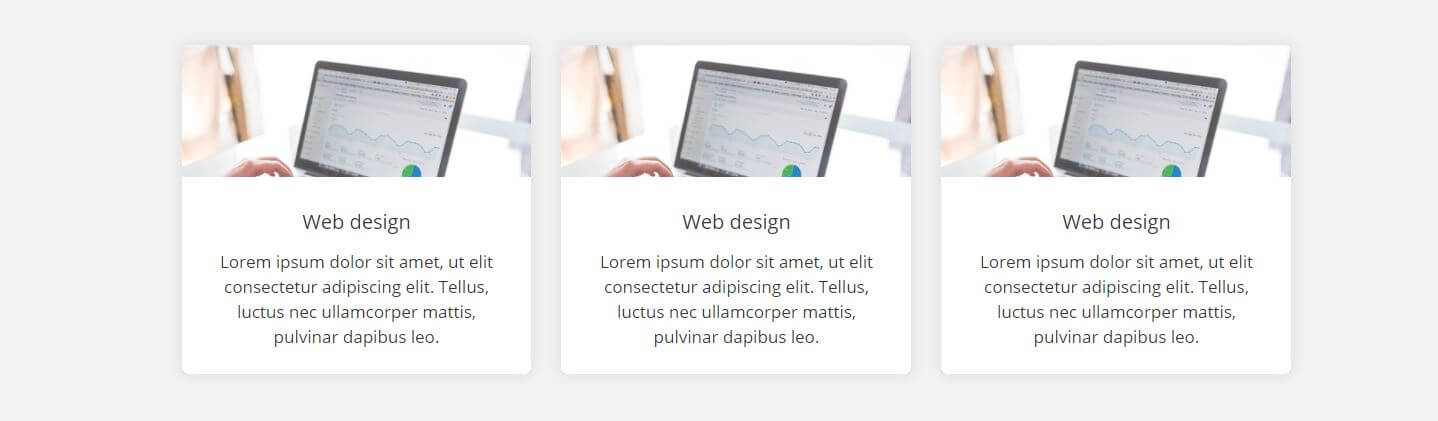 Web design
Lorem ipsum dolor sit amet, ut elit
consectetur adipiscing elit. Tellus,
luctus nec ullamcorper mattis,
pulvinar dapibus leo.
Web design
Lorem ipsum dolor sit amet, ut elit
consectetur adipiscing elit. Tellus,
luctus nec ullamcorper mattis,
pulvinar dapibus leo.
Web design
Lorem ipsum dolor sit amet, ut elit
consectetur adipiscing elit. Tellus,
luctus nec ullamcorper mattis,
pulvinar dapibus leo.